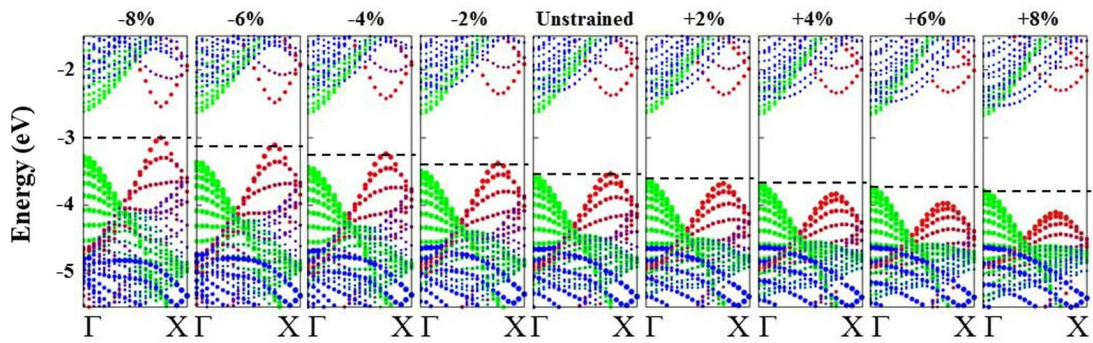 -8% -6% -4% -2% Unstrained +2% +4% +6% +8%
Energy (eV)
-2
-3
-4
-5
Γ X Γ X Γ X Γ X Γ X Γ X Γ X Γ X Γ X